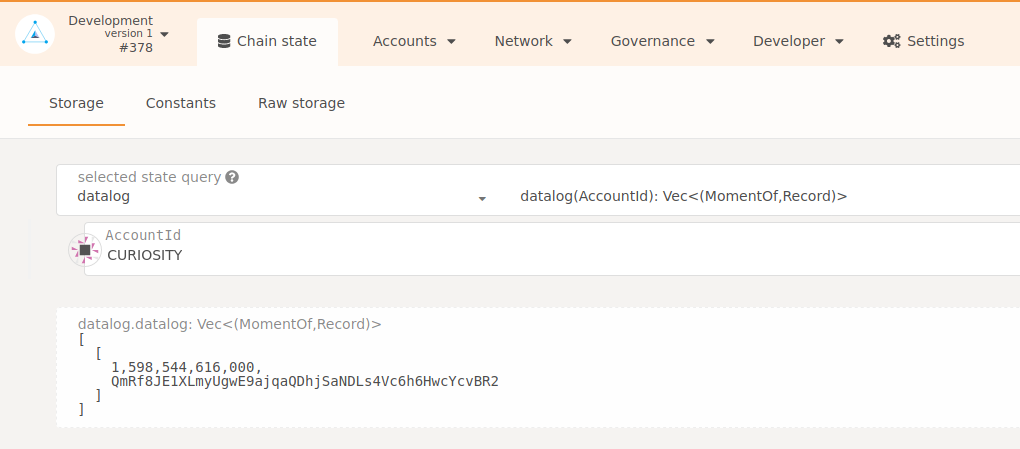 Development
version 1
#378
Chain state
Accounts
Network
Governance
Developer
Settings
Storage
Constants
Raw storage
selected state query
datalog
datalog(AccountId): Vec<(MomentOf,Record)>
AccountId
CURIOSITY
datalog.datalog: Vec<(MomentOf,Record)>
[
[
1,598,544,616,000,
QmRf8JE1XLmyUgwE9ajqaQDhjSaNDLs4Vc6h6HwcYcvBR2
]
]